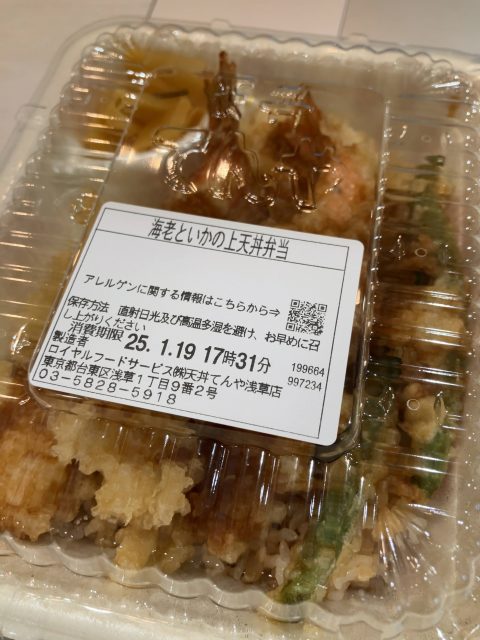 海老といかの上天丼弁当
アレルゲンに関する情報はこちらから⇒
保存方法 直射日光及び高温多湿を避け、お早めに召
し上がりください
消費期限 25. 1.19 17時31分
199664
製造者
997234
ロイヤルフードサービス㈱天丼てんや浅草店
東京都台東区浅草1丁目9番2号
03-5828-5918